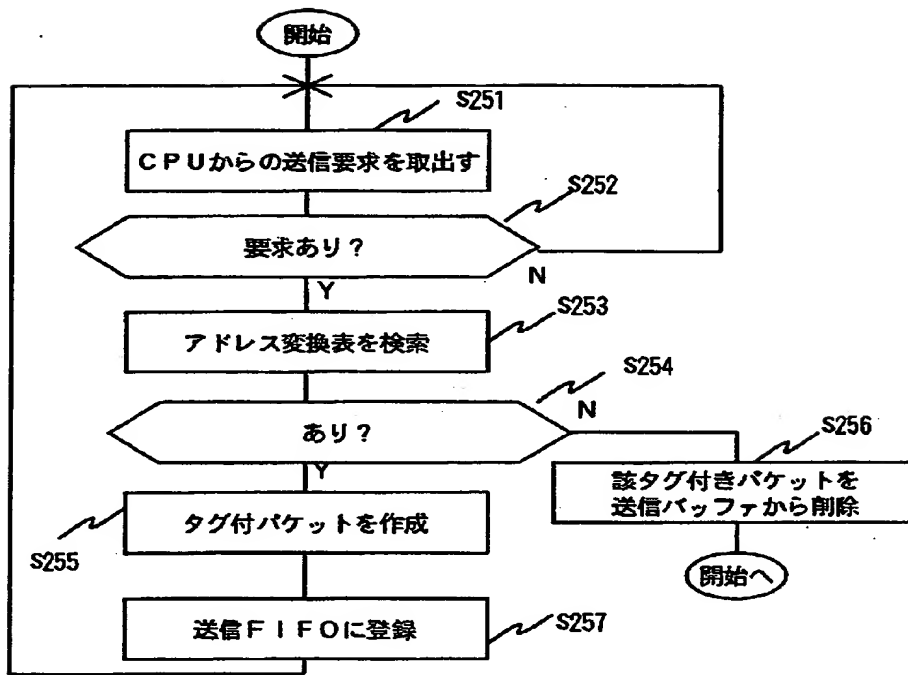 開始
S251
CPUからの送信要求を取出す
S252
要求あり?
N
Y
S253
アドレス変換表を検索
S254
あり?
N
Y
S256
該タグ付きパケットを
送信バッファから削除
タグ付パケットを作成
S255
開始へ
送信FIFOに登録
S257